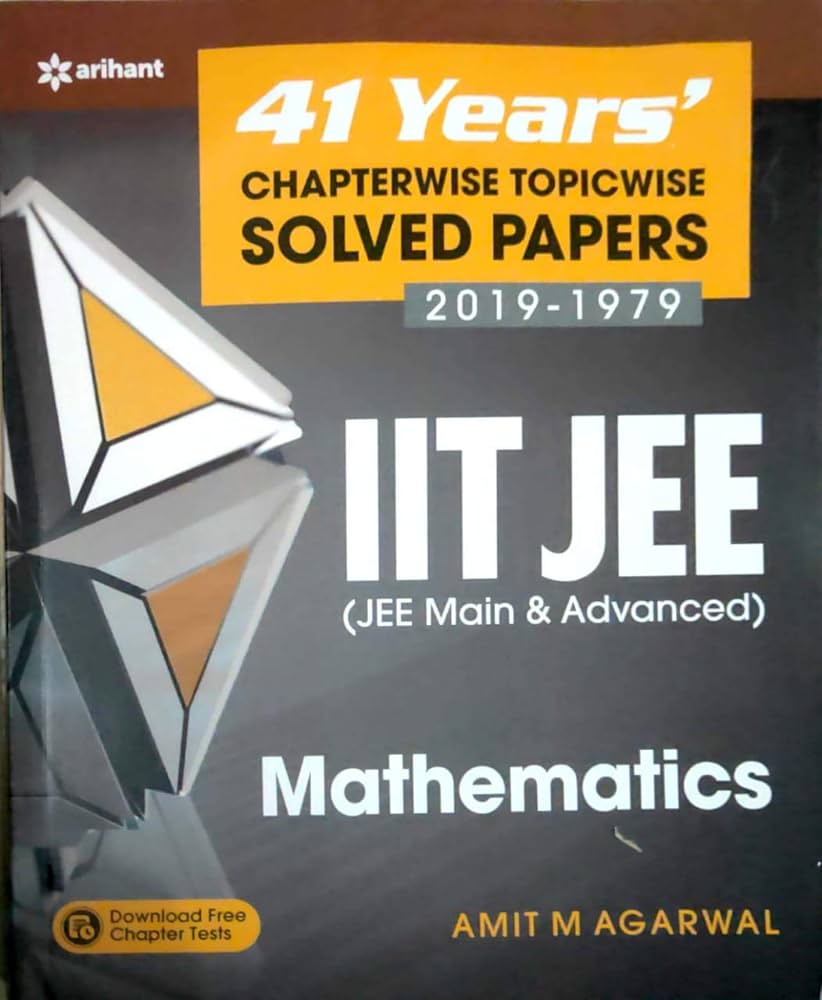 arihant
41 Years'
CHAPTERWISE TOPICWISE
SOLVED PAPERS
2019-1979
IIT JEE
(JEE Main & Advanced)
Mathematics
Download Free
Chapter Tests
AMIT M AGARWAL